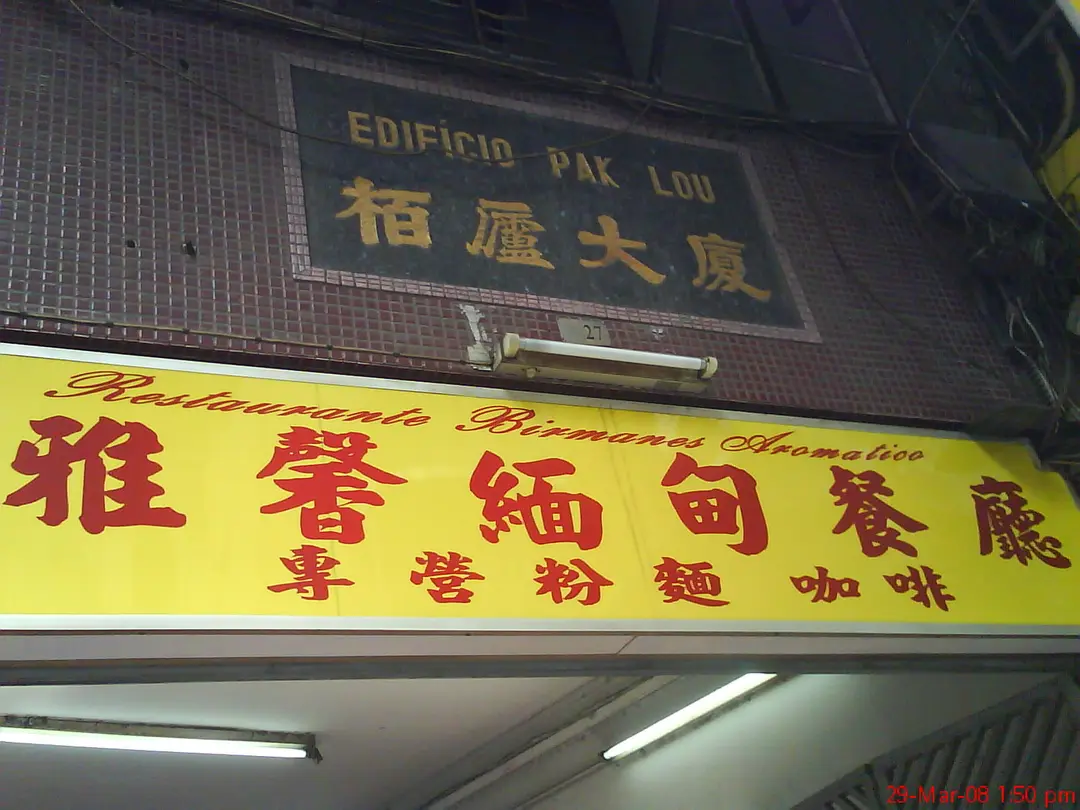 EDIFÍCIO PAK LOU
栢廬大廈
27
Restaurante Birmanes Aromatico
雅馨緬甸餐廳
專營粉麵咖啡
29-Mar-08 1:50 pm